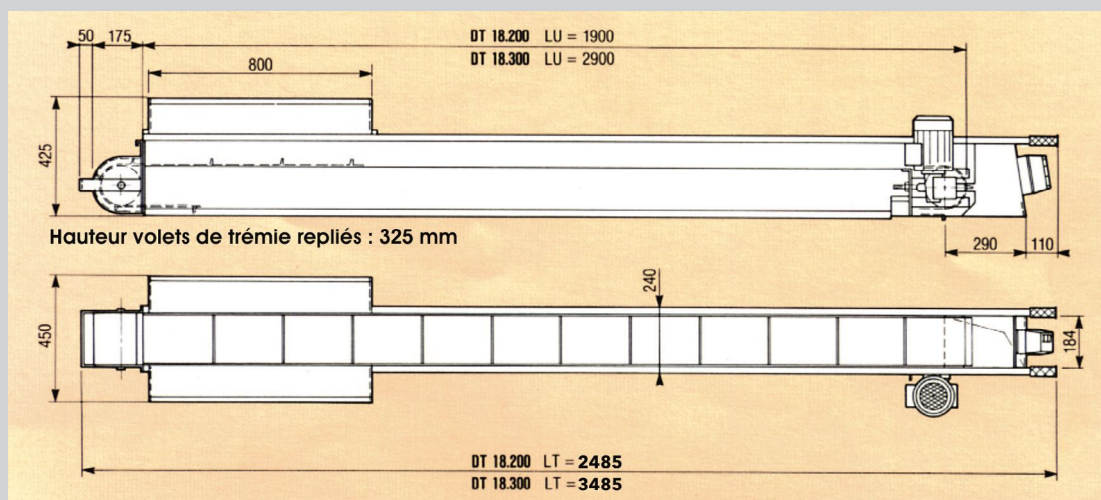 DT 18.200 LU = 1900
50 175
DT 18.300 LU = 2900
800
425
Hauteur volets de trémie repliés : 325 mm
290 110
240
450
184
DT 18.200 LT = 2485
DT 18.300 LT = 3485